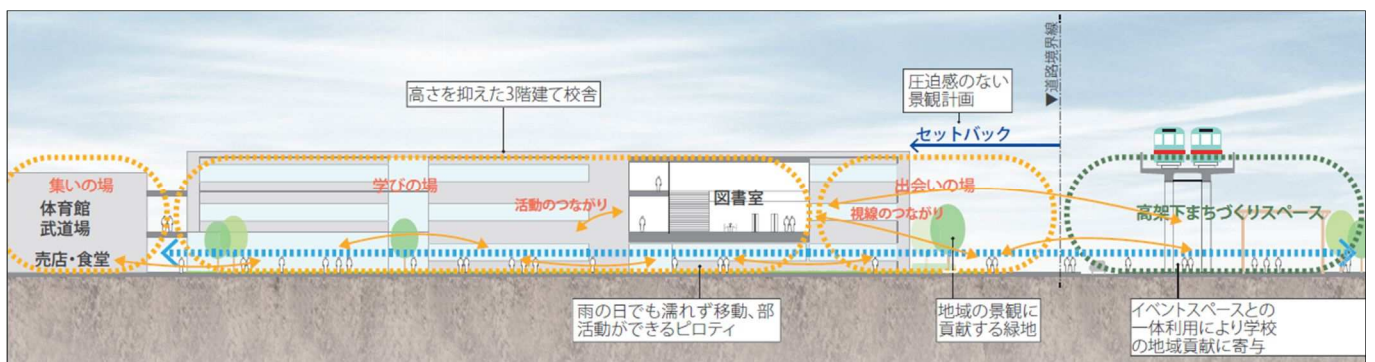 高さを抑えた3階建て校舎
圧迫感のない
景観計画
▼道路境界線
セットバック
集いの場
体育館
武道場
売店・食堂
学びの場
活動のつながり
図書室
出会いの場
視線のつながり
高架下まちづくりスペース
雨の日でも濡れず移動、部
活動ができるピロティ
地域の景観に
貢献する緑地
イベントスペースとの
一体利用により学校
の地域貢献に寄与